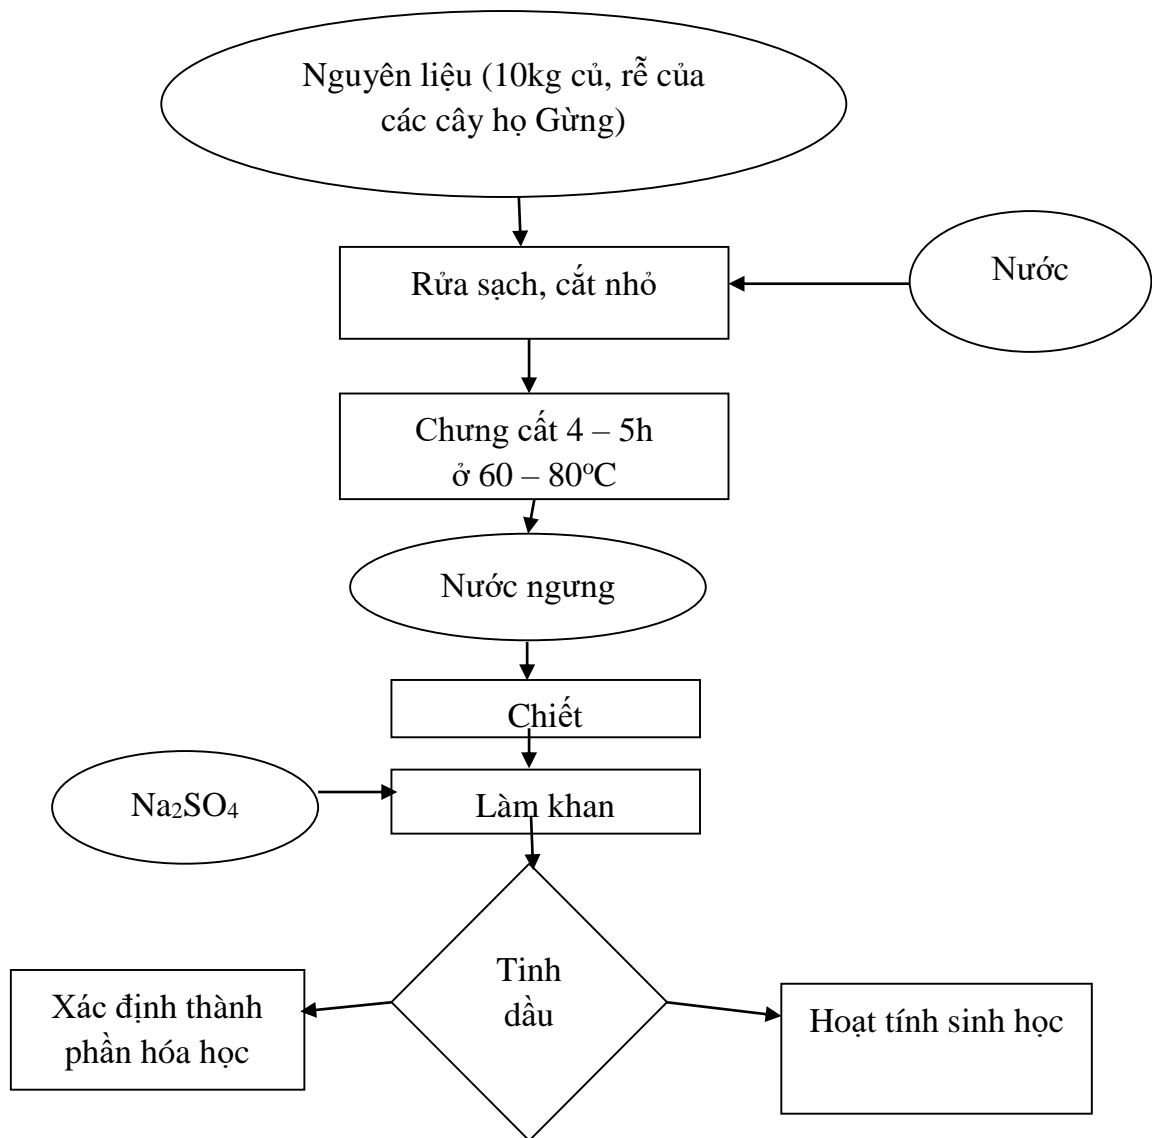 Nguyên liệu (10kg củ, rễ của
các cây họ Gừng)
Rửa sạch, cắt nhỏ
Nước
Chưng cất 4 – 5h
ở 60 – 80ºC
Nước ngưng
Chiết
Na₂SO₄
Làm khan
Tinh
dầu
Xác định thành
phần hóa học
Hoạt tính sinh học